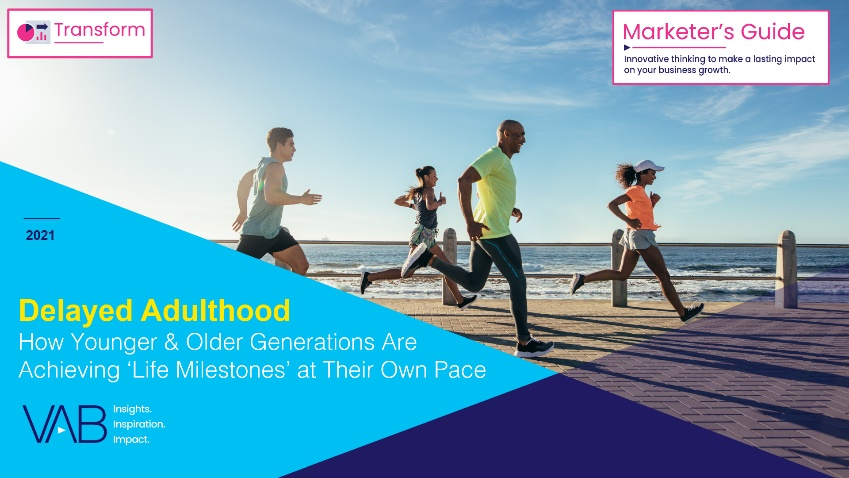 Transform
Marketer's Guide
Innovative thinking to make a lasting impact
on your business growth.
2021
Delayed Adulthood
How Younger & Older Generations Are
Achieving ‘Life Milestones’ at Their Own Pace
VAB
Insights.
Inspiration.
Impact.